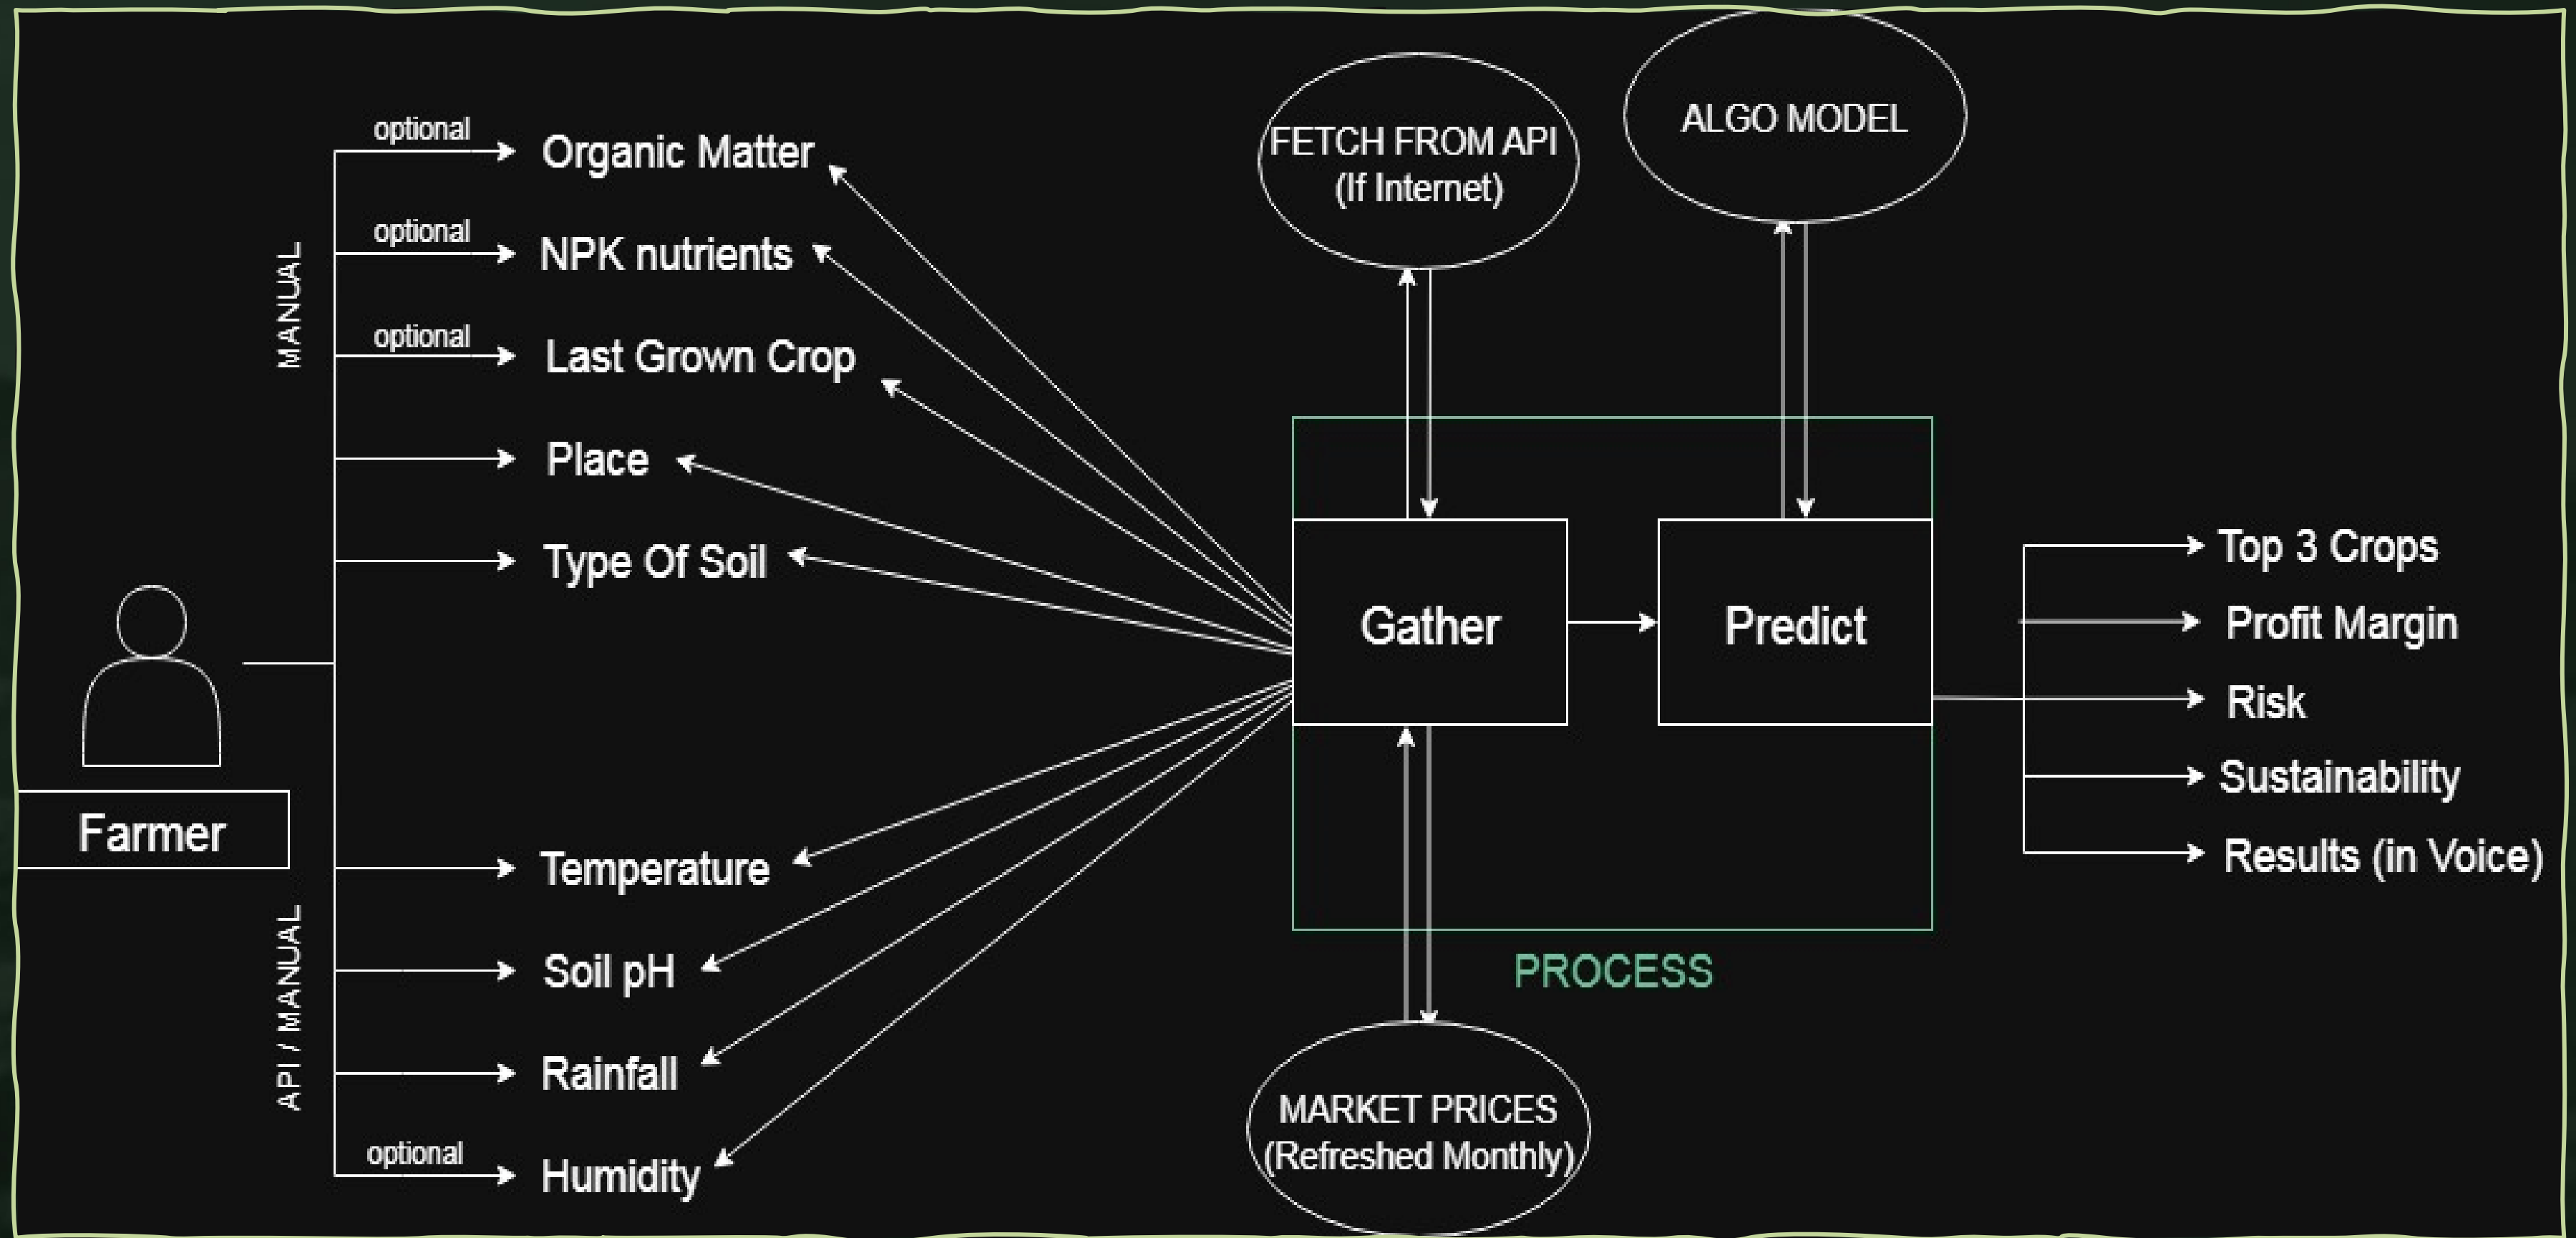 optional
Organic Matter
optional
NPK nutrients
optional
Last Grown Crop
Place
Type Of Soil
MANUAL
Farmer
Temperature
Soil pH
Rainfall
optional
Humidity
API / MANUAL
FETCH FROM API
(If Internet)
ALGO MODEL
Gather
Predict
PROCESS
MARKET PRICES
(Refreshed Monthly)
Top 3 Crops
Profit Margin
Risk
Sustainability
Results (in Voice)